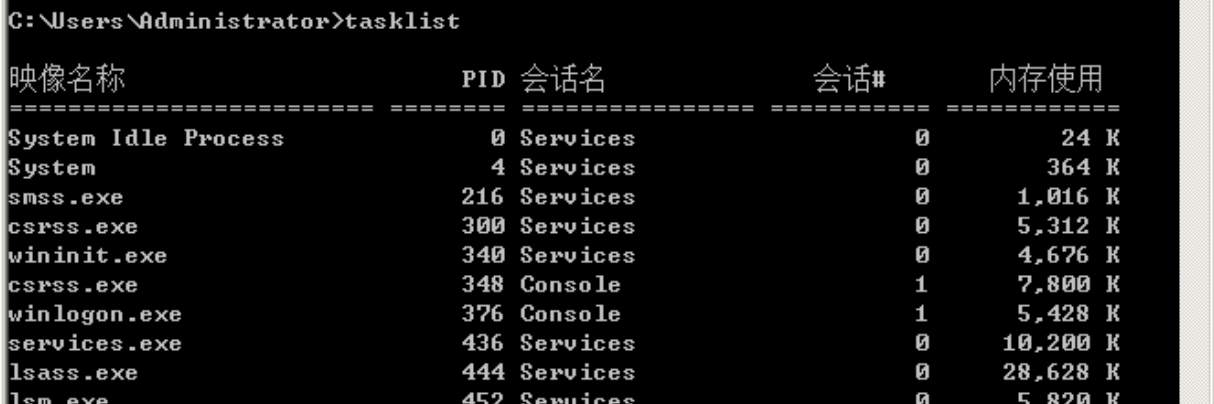 C:\Users\Administrator>tasklist
映像名称 PID 会话名 会话# 内存使用
========================= ======== ================ =========== ============
System Idle Process 0 Services 0 24 K
System 4 Services 0 364 K
smss.exe 216 Services 0 1,016 K
csrss.exe 300 Services 0 5,312 K
wininit.exe 340 Services 0 4,676 K
csrss.exe 348 Console 1 7,800 K
winlogon.exe 376 Console 1 5,428 K
services.exe 436 Services 0 10,200 K
lsass.exe 444 Services 0 28,628 K
lsm.exe 452 Services 0 5,820 K